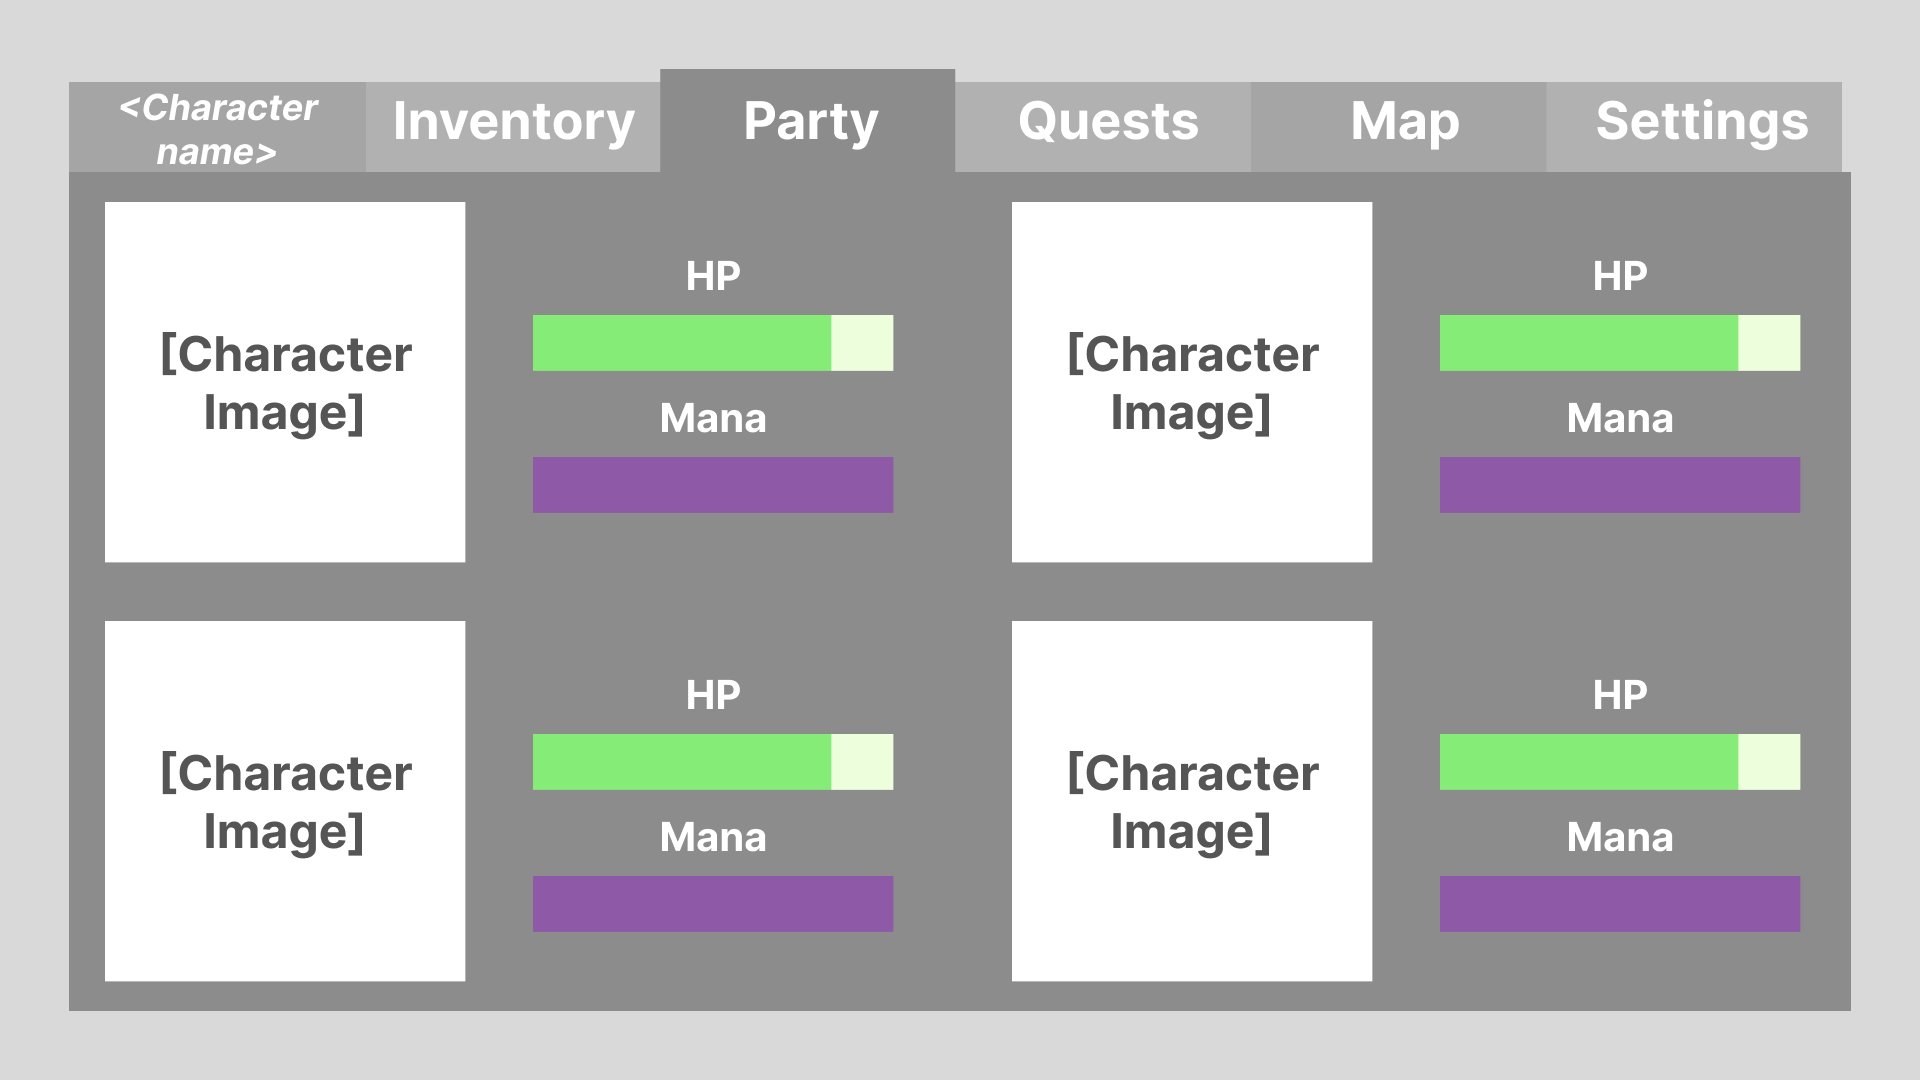 <Character
name>
Inventory
Party
Quests
Map
Settings
[Character
Image]
HP
Mana
[Character
Image]
HP
Mana
[Character
Image]
HP
Mana
[Character
Image]
HP
Mana